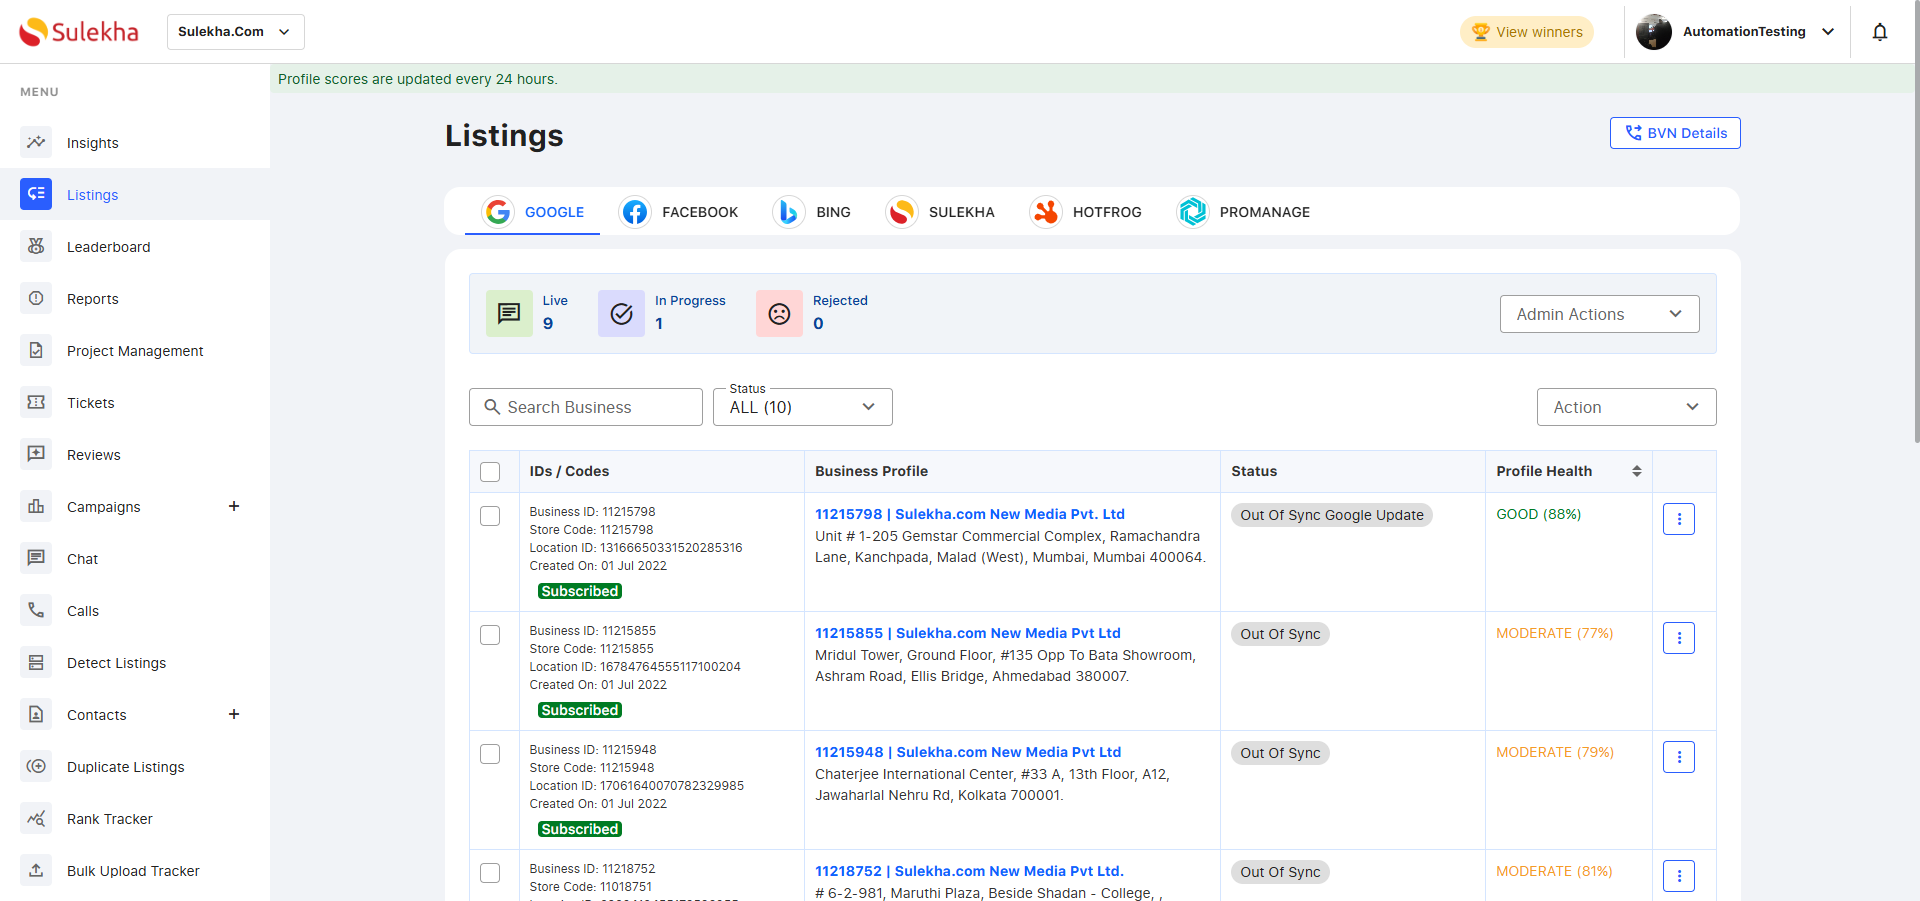 Sulekha
Sulekha.Com
View winners
AutomationTesting
MENU
Insights
Listings
Leaderboard
Reports
Project Management
Tickets
Reviews
Campaigns +
Chat
Calls
Detect Listings
Contacts +
Duplicate Listings
Rank Tracker
Bulk Upload Tracker
Profile scores are updated every 24 hours.
Listings
BVN Details
GOOGLE FACEBOOK BING SULEKHA HOTFROG PROMANAGE
Live
9
In Progress
1
Rejected
0
Admin Actions
Search Business
Status
ALL (10)
Action
IDs / Codes Business Profile Status Profile Health
Business ID: 11215798
Store Code: 11215798
Location ID: 13166650331520285316
Created On: 01 Jul 2022
Subscribed
11215798 | Sulekha.com New Media Pvt. Ltd
Unit # 1-205 Gemstar Commercial Complex, Ramachandra
Lane, Kanchpada, Malad (West), Mumbai, Mumbai 400064.
Out Of Sync Google Update
GOOD (88%)
Business ID: 11215855
Store Code: 11215855
Location ID: 16784764555117100204
Created On: 01 Jul 2022
Subscribed
11215855 | Sulekha.com New Media Pvt Ltd
Mridul Tower, Ground Floor, #135 Opp To Bata Showroom,
Ashram Road, Ellis Bridge, Ahmedabad 380007.
Out Of Sync
MODERATE (77%)
Business ID: 11215948
Store Code: 11215948
Location ID: 17061640070782329985
Created On: 01 Jul 2022
Subscribed
11215948 | Sulekha.com New Media Pvt Ltd
Chaterjee International Center, #33 A, 13th Floor, A12,
Jawaharlal Nehru Rd, Kolkata 700001.
Out Of Sync
MODERATE (79%)
Business ID: 11218752
Store Code: 11018751
11218752 | Sulekha.com New Media Pvt Ltd.
# 6-2-981, Maruthi Plaza, Beside Shadan - College, ,
Out Of Sync
MODERATE (81%)